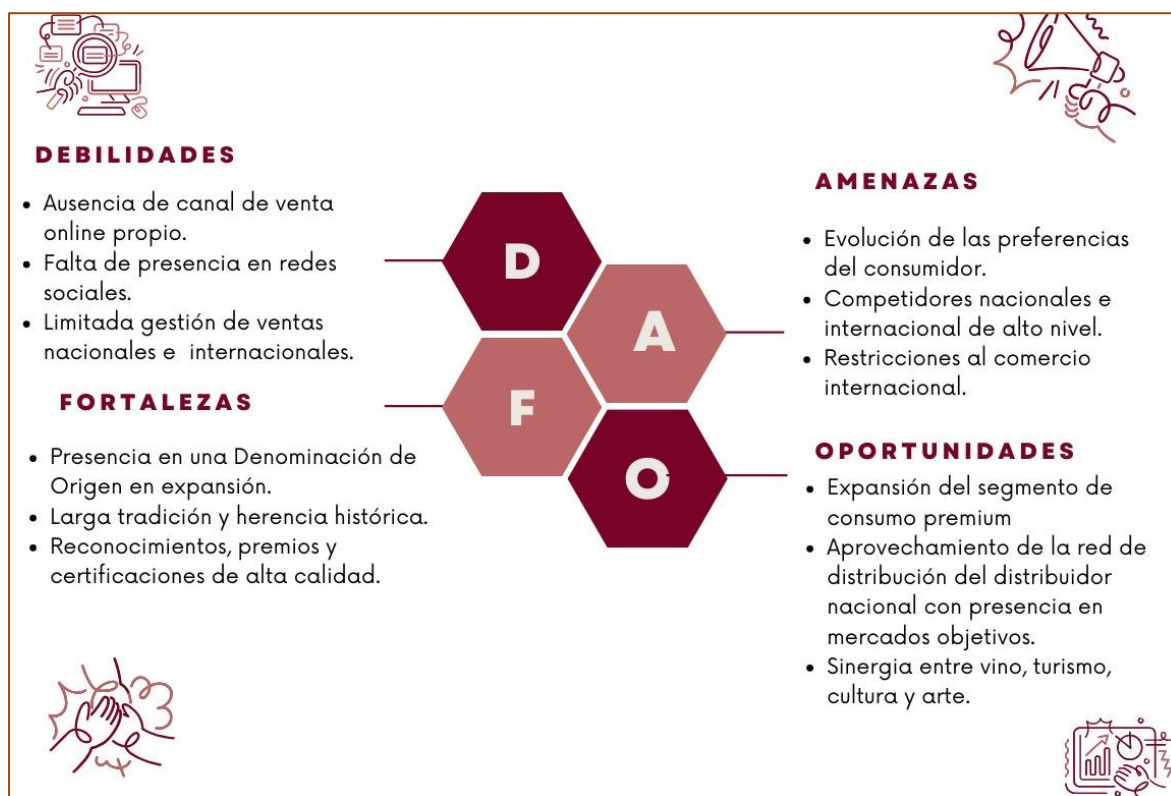 DEBILIDADES
• Ausencia de canal de venta
online propio.
• Falta de presencia en redes
sociales.
• Limitada gestión de ventas
nacionales e internacionales.
FORTALEZAS
• Presencia en una Denominación de
Origen en expansión.
• Larga tradición y herencia histórica.
• Reconocimientos, premios y
certificaciones de alta calidad.
D
A
F
O
AMENAZAS
• Evolución de las preferencias
del consumidor.
• Competidores nacionales e
internacional de alto nivel.
• Restricciones al comercio
internacional.
OPORTUNIDADES
• Expansión del segmento de
consumo premium
• Aprovechamiento de la red de
distribución del distribuidor
nacional con presencia en
mercados objetivos.
• Sinergia entre vino, turismo,
cultura y arte.